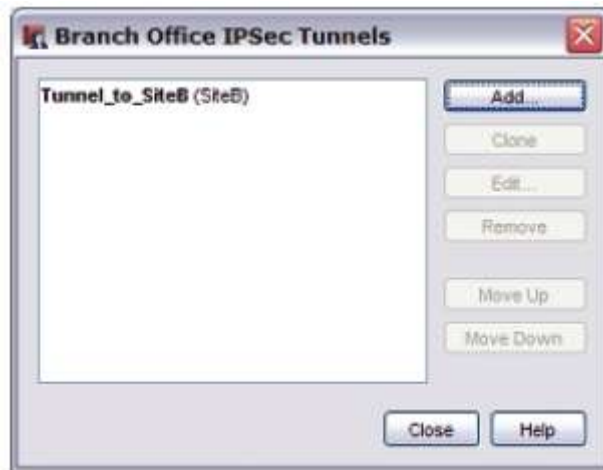 Branch Office IPSec Tunnels
Tunnel_to_SiteB (SiteB)
Add...
Clone
Edit...
Remove
Move Up
Move Down
Close
Help